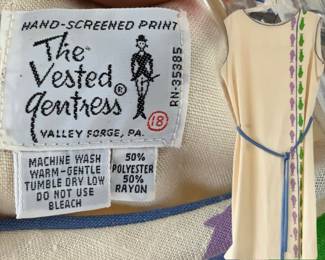 HAND-SCREENED PRINT
The
Vested
Gentress®
RN-35385
18
VALLEY FORGE, PA.
MACHINE WASH
WARM-GENTLE
TUMBLE DRY LOW
DO NOT USE
BLEACH
50%
POLYESTER
50%
RAYON